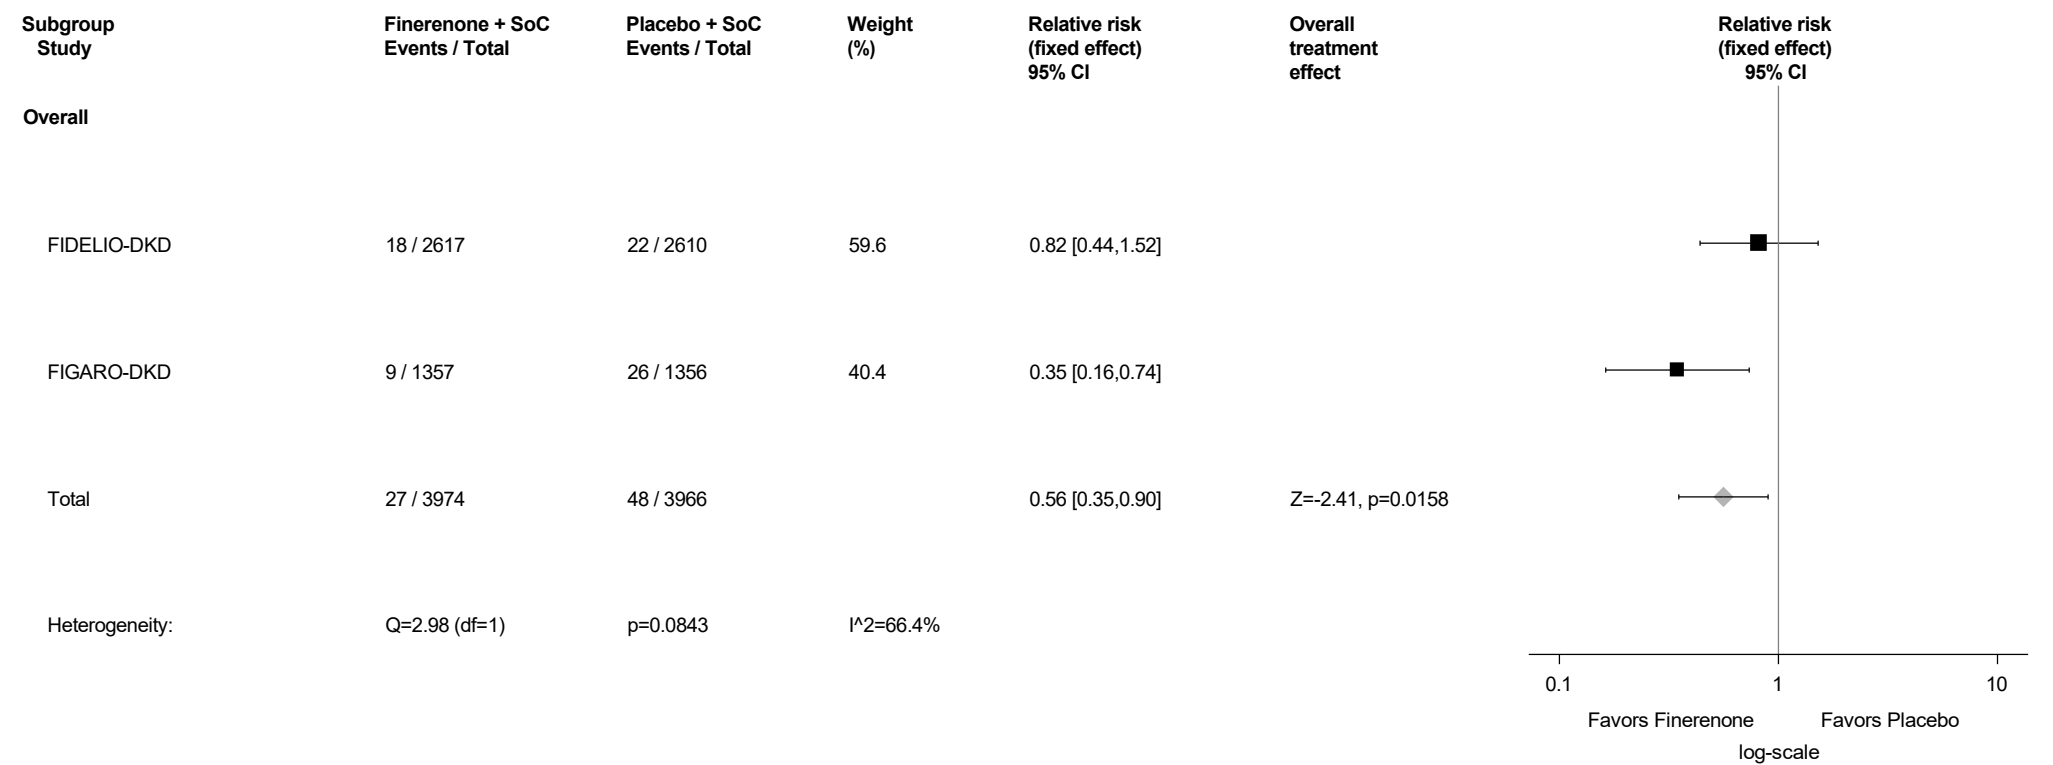 Subgroup Finerenone + SoC Placebo + SoC Weight Relative risk Overall Relative risk
Study Events / Total Events / Total (%) (fixed effect) treatment (fixed effect)
95% CI effect 95% CI
Overall
FIDELIO-DKD 18 / 2617 22 / 2610 59.6 0.82 [0.44,1.52]
FIGARO-DKD 9 / 1357 26 / 1356 40.4 0.35 [0.16,0.74]
Total 27 / 3974 48 / 3966 0.56 [0.35,0.90] Z=-2.41, p=0.0158
Heterogeneity: Q=2.98 (df=1) p=0.0843 I^2=66.4%
0.1 1 10
Favors Finerenone Favors Placebo
log-scale